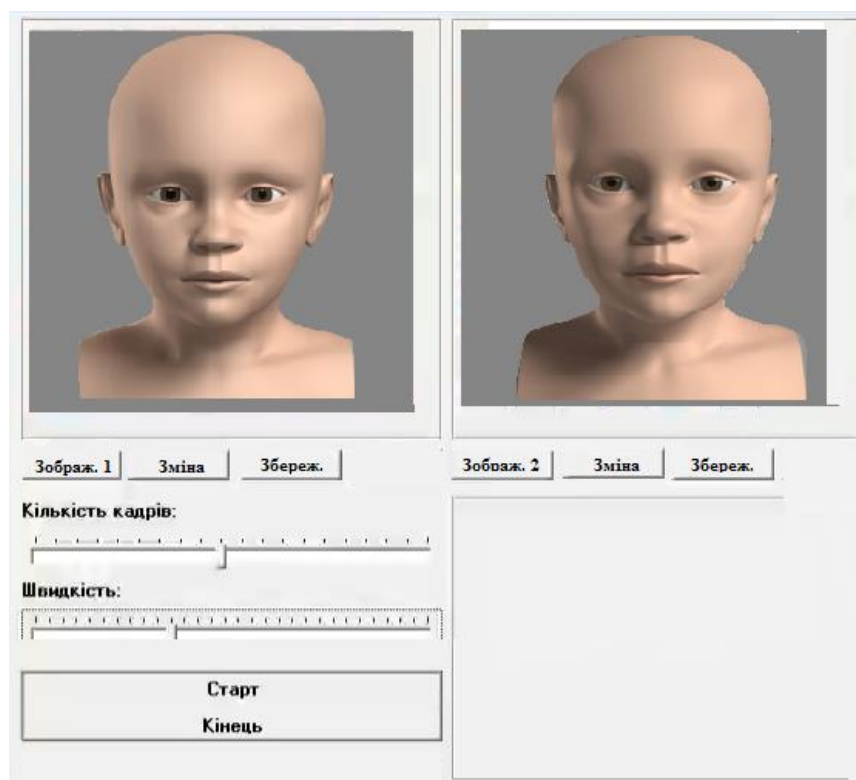 Зображ. 1
Зміна
Збереж.
Зображ. 2
Зміна
Збереж.
Кількість кадрів:
Швидкість:
Старт
Кінець